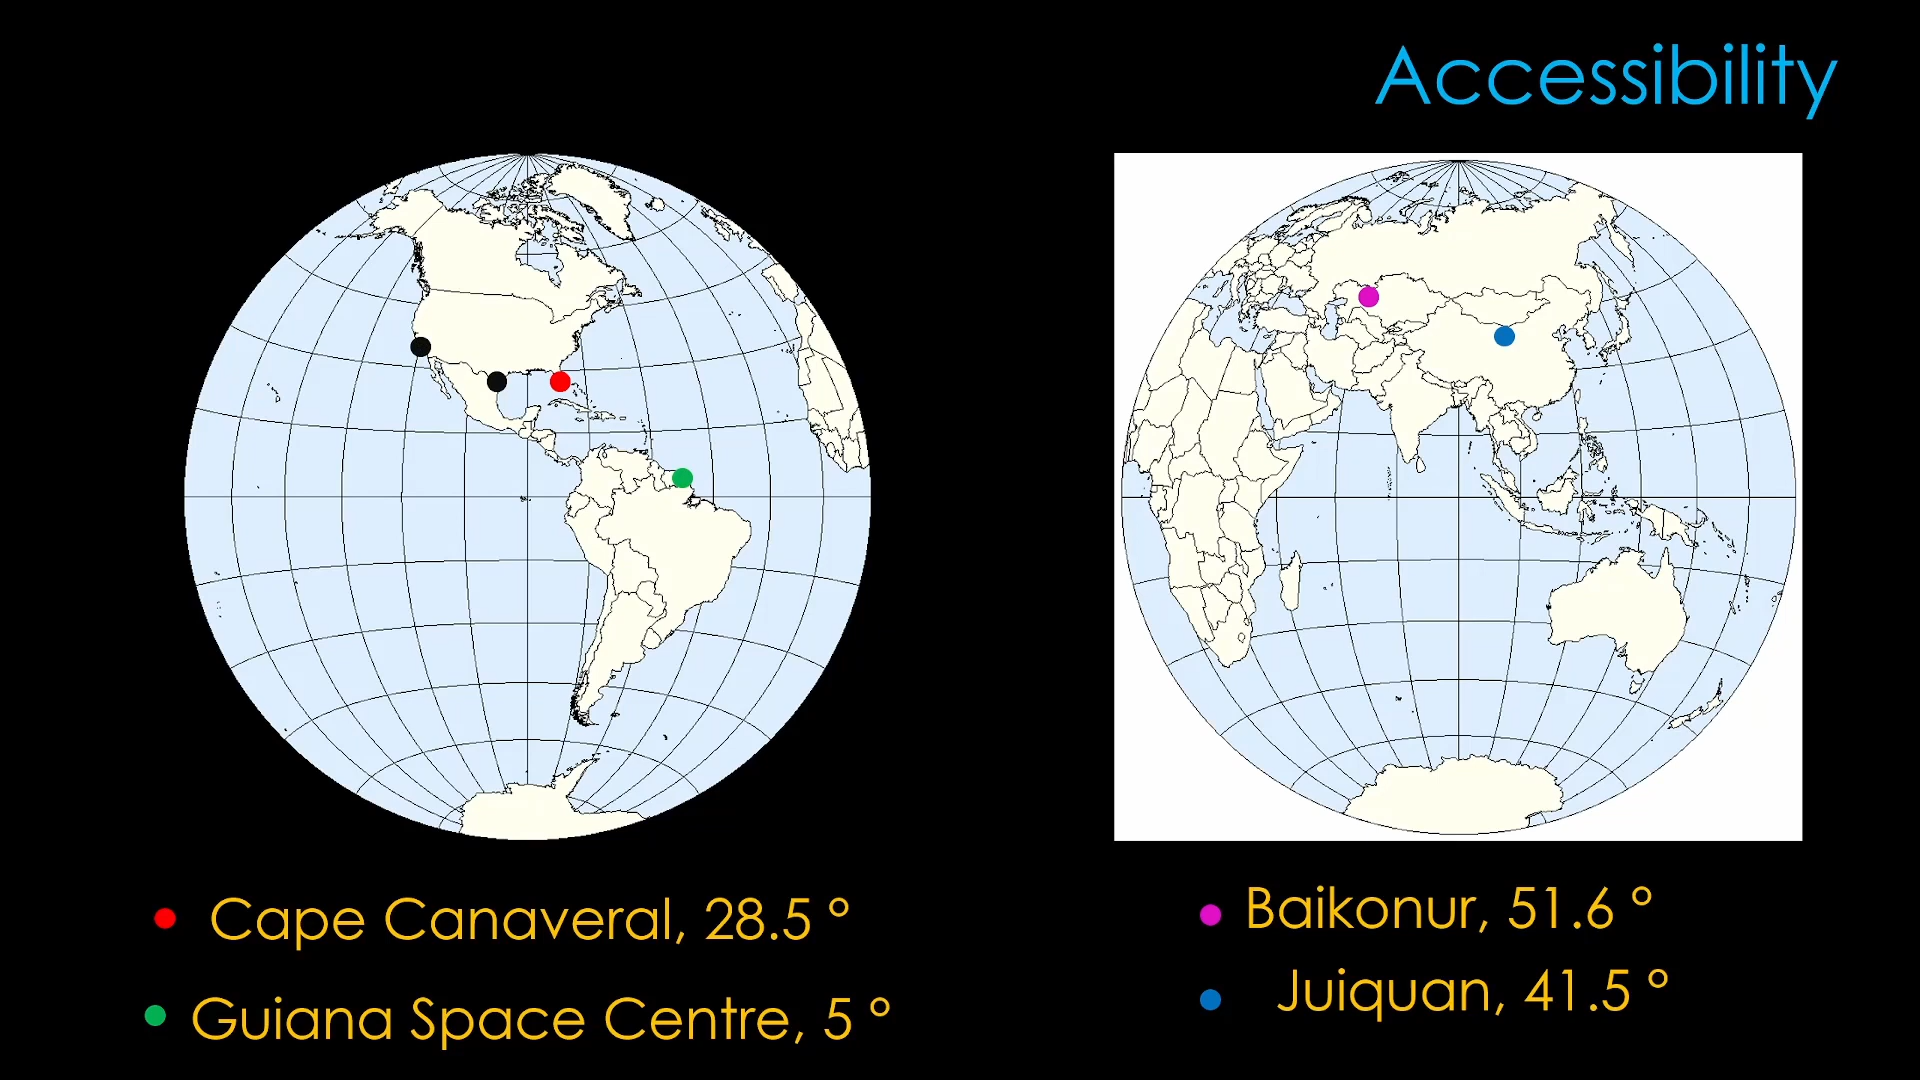 Accessibility
Cape Canaveral, 28.5 °
Guiana Space Centre, 5 °
Baikonur, 51.6 °
Juiquan, 41.5 °